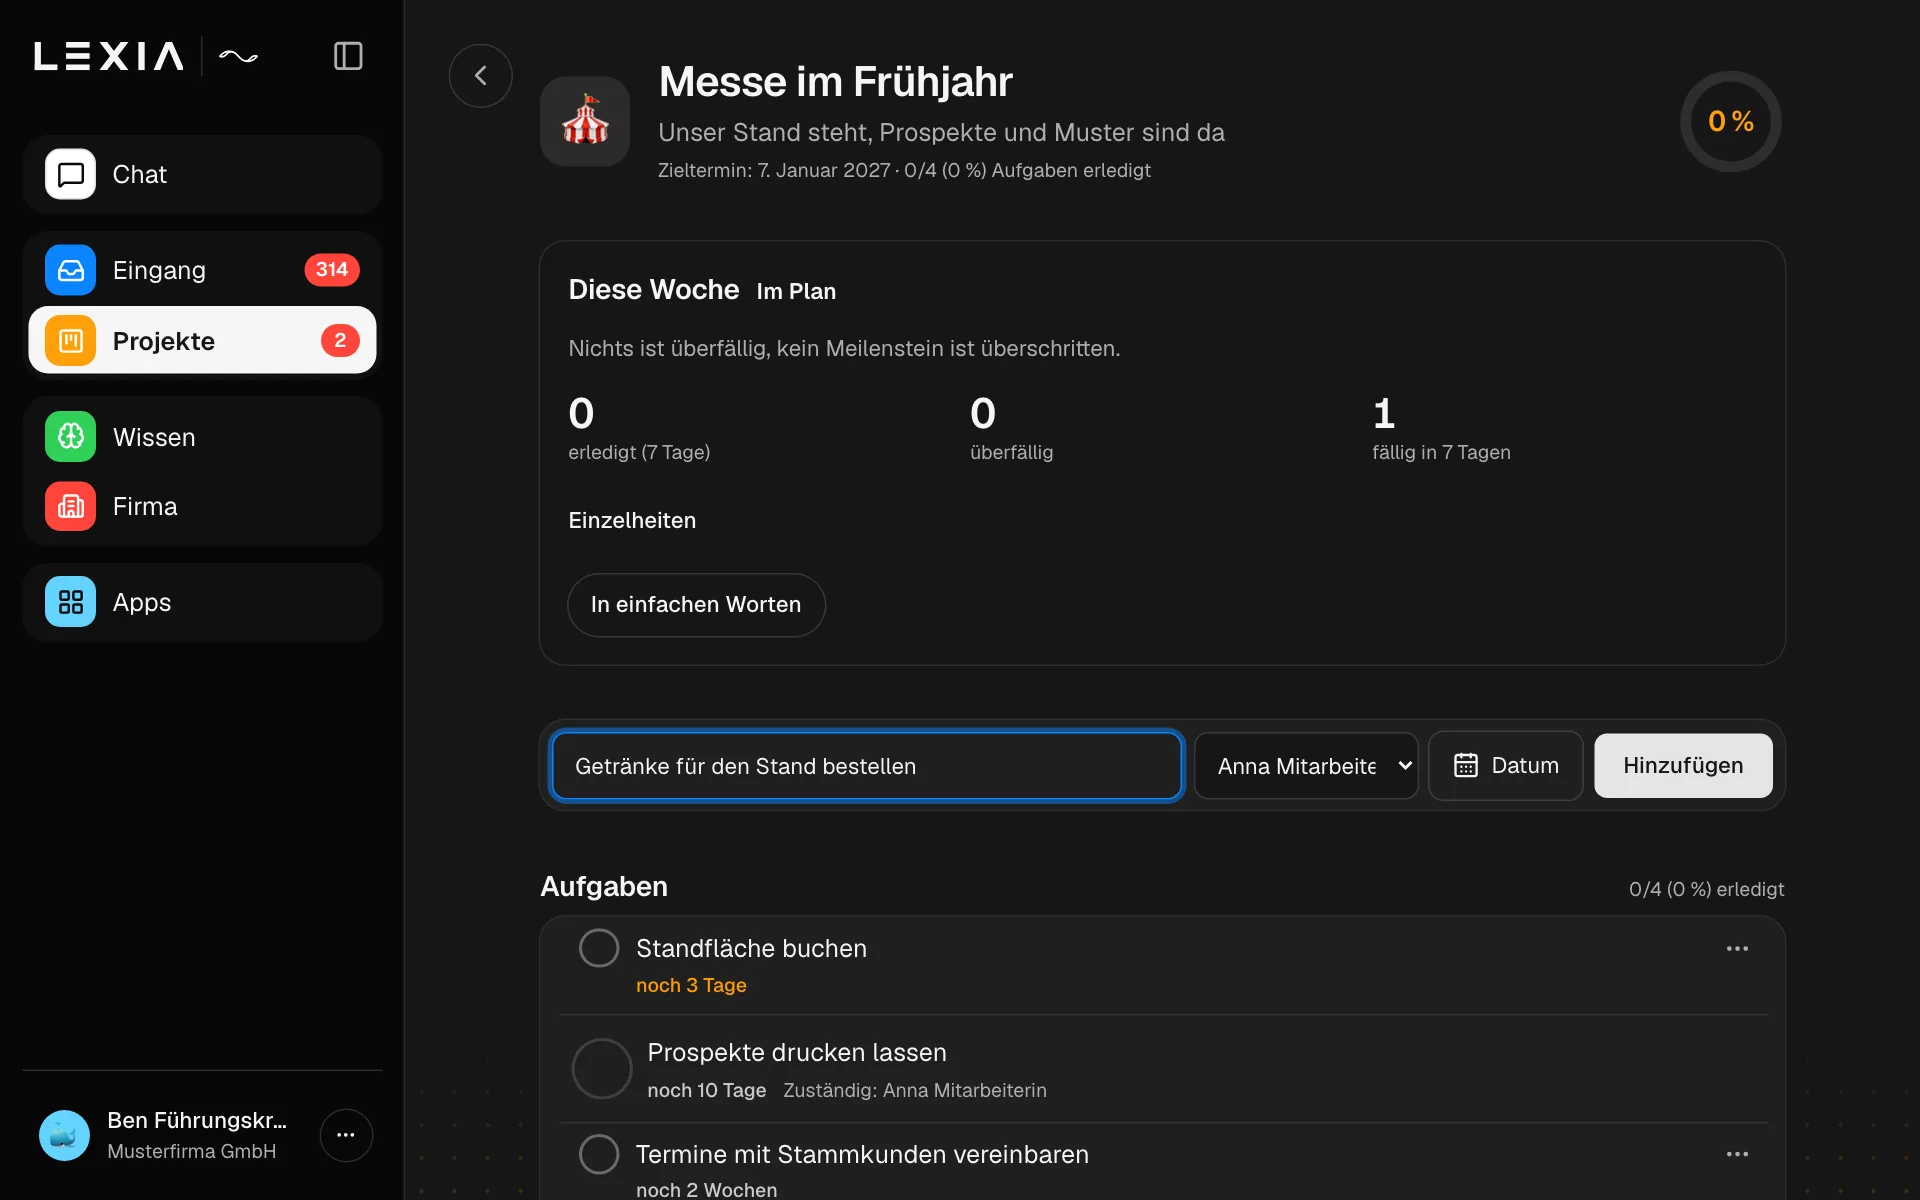 LEXIA
Chat
Eingang 314
Projekte 2
Wissen
Firma
Apps
Ben Führungskr...
Musterfirma GmbH
Messe im Frühjahr
Unser Stand steht, Prospekte und Muster sind da
Zieltermin: 7. Januar 2027 · 0/4 (0 %) Aufgaben erledigt
0 %
Diese Woche Im Plan
Nichts ist überfällig, kein Meilenstein ist überschritten.
0 0 1
erledigt (7 Tage) überfällig fällig in 7 Tagen
Einzelheiten
In einfachen Worten
Getränke für den Stand bestellen Anna Mitarbeite Datum Hinzufügen
Aufgaben 0/4 (0 %) erledigt
Standfläche buchen
noch 3 Tage
Prospekte drucken lassen
noch 10 Tage Zuständig: Anna Mitarbeiterin
Termine mit Stammkunden vereinbaren
noch 2 Wochen